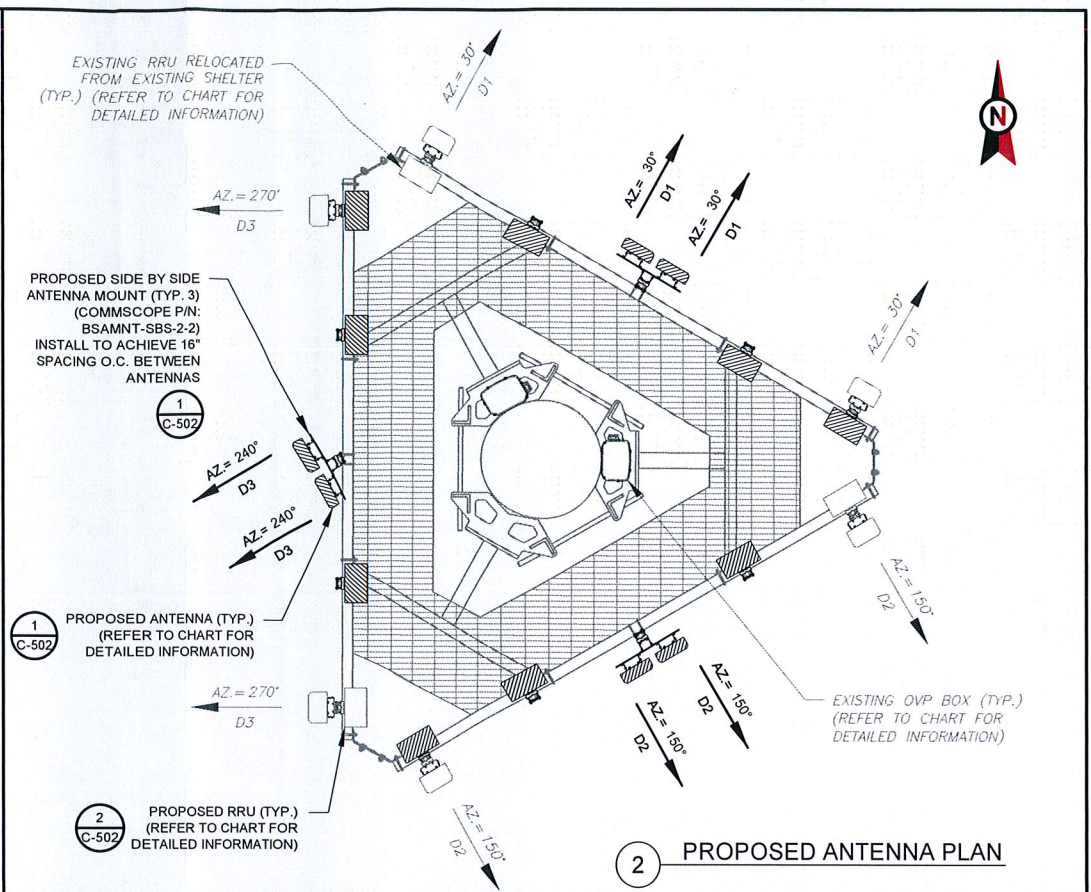 EXISTING RRU RELOCATED
FROM EXISTING SHELTER
(TYP.) (REFER TO CHART FOR
DETAILED INFORMATION)
AZ.= 30°
D1
N
AZ.= 270°
D3
AZ.= 30°
D1
AZ.= 30°
D1
PROPOSED SIDE BY SIDE
ANTENNA MOUNT (TYP. 3)
(COMMSCOPE P/N:
BSAMNT-SBS-2-2)
INSTALL TO ACHIEVE 16"
SPACING O.C. BETWEEN
ANTENNAS
1
C-502
AZ.= 30°
D1
AZ.= 240°
D3
AZ.= 240°
D3
1
C-502
PROPOSED ANTENNA (TYP.)
(REFER TO CHART FOR
DETAILED INFORMATION)
AZ.= 150°
D2
AZ.= 270°
D3
AZ.= 150°
D2
AZ.= 150°
D2
EXISTING OVP BOX (TYP.)
(REFER TO CHART FOR
DETAILED INFORMATION)
2
C-502
PROPOSED RRU (TYP.)
(REFER TO CHART FOR
DETAILED INFORMATION)
AZ.= 150°
D2
2
PROPOSED ANTENNA PLAN